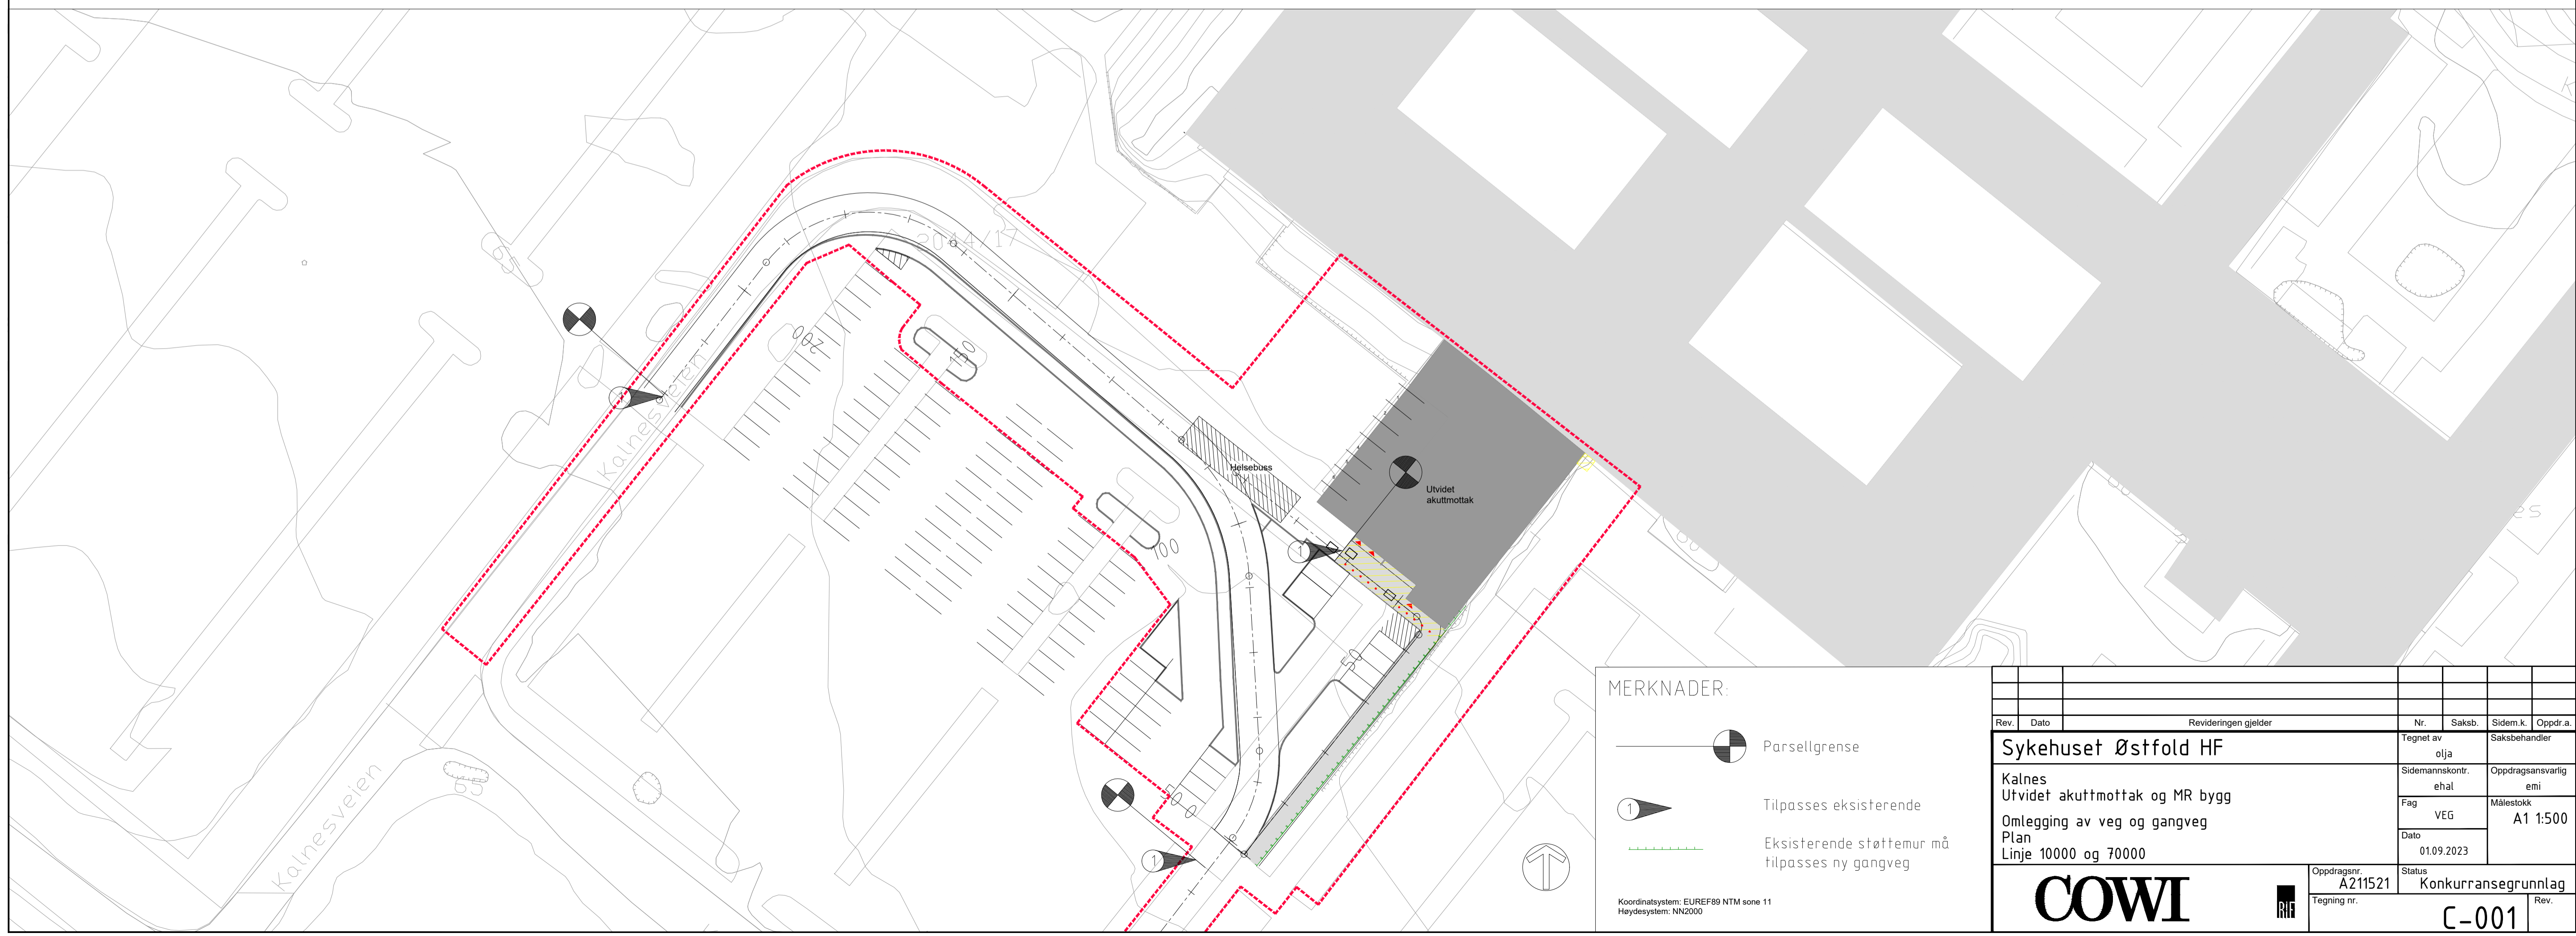 2044/17
200
150
Kalnesveien
Helsebuss
Utvidet
akuttmottak
1
1
100
50
1
Kalnesveien
MERKNADER:
Parsellgrense
1
Tilpasses eksisterende
Eksisterende støttemur må
tilpasses ny gangveg
Koordinatsystem: EUREF89 NTM sone 11
Høydesystem: NN2000
Rev. Dato Revideringen gjelder Nr. Saksb. Sidem.k. Oppdr.a.
Sykehuset Østfold HF
Tegnet av
olja
Saksbehandler
Kalnes
Utvidet akuttmottak og MR bygg
Omlegging av veg og gangveg
Plan
Linje 10000 og 70000
Sidemannskontr.
ehal
Oppdragsansvarlig
emi
Fag
VEG
Målestokk
A1 1:500
Dato
01.09.2023
COWI
RIF
Oppdragsnr.
A211521
Status
Konkurransegrunnlag
Tegning nr.
C-001
Rev.